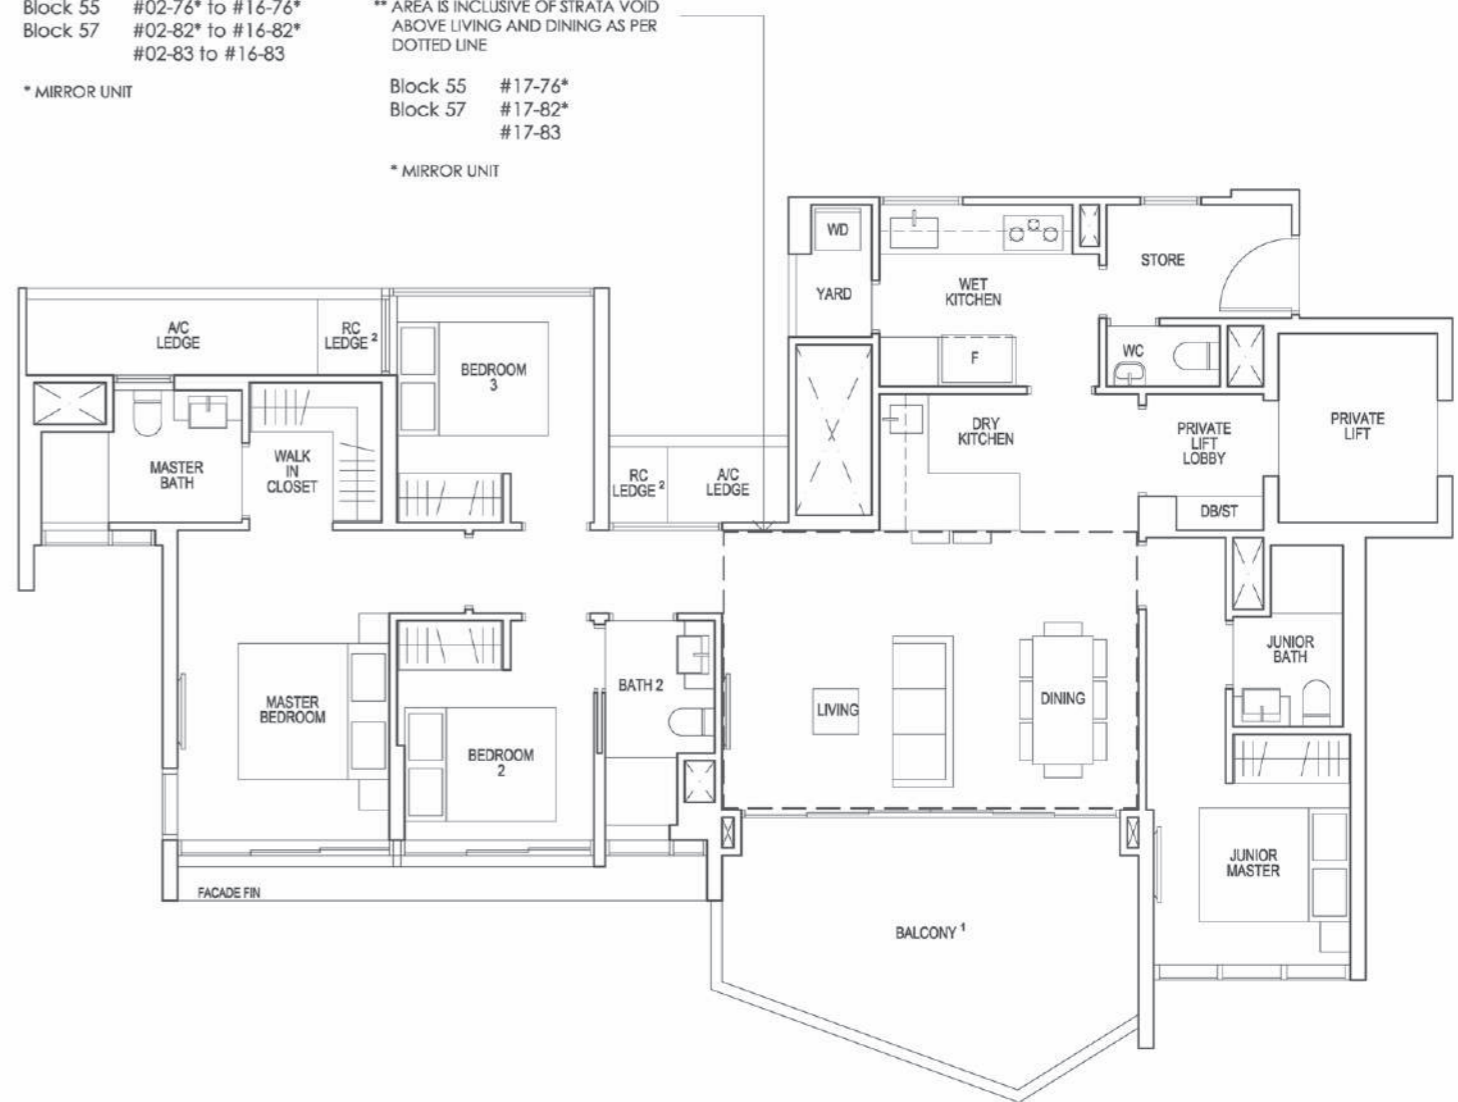 Block 55 #02-76* to #16-76*
Block 57 #02-82* to #16-82*
#02-83 to #16-83
* MIRROR UNIT
** AREA IS INCLUSIVE OF STRATA VOID
ABOVE LIVING AND DINING AS PER
DOTTED LINE
Block 55 #17-76*
Block 57 #17-82*
#17-83
* MIRROR UNIT
WD
YARD
WET
KITCHEN
STORE
A/C
LEDGE
RC
LEDGE 2
BEDROOM
3
F
WC
DRY
KITCHEN
PRIVATE
LIFT
LOBBY
PRIVATE
LIFT
MASTER
BATH
WALK
IN
CLOSET
RC
LEDGE 2
A/C
LEDGE
DB/ST
MASTER
BEDROOM
BATH 2
BEDROOM
2
LIVING
DINING
JUNIOR
BATH
JUNIOR
MASTER
FACADE FIN
BALCONY 1